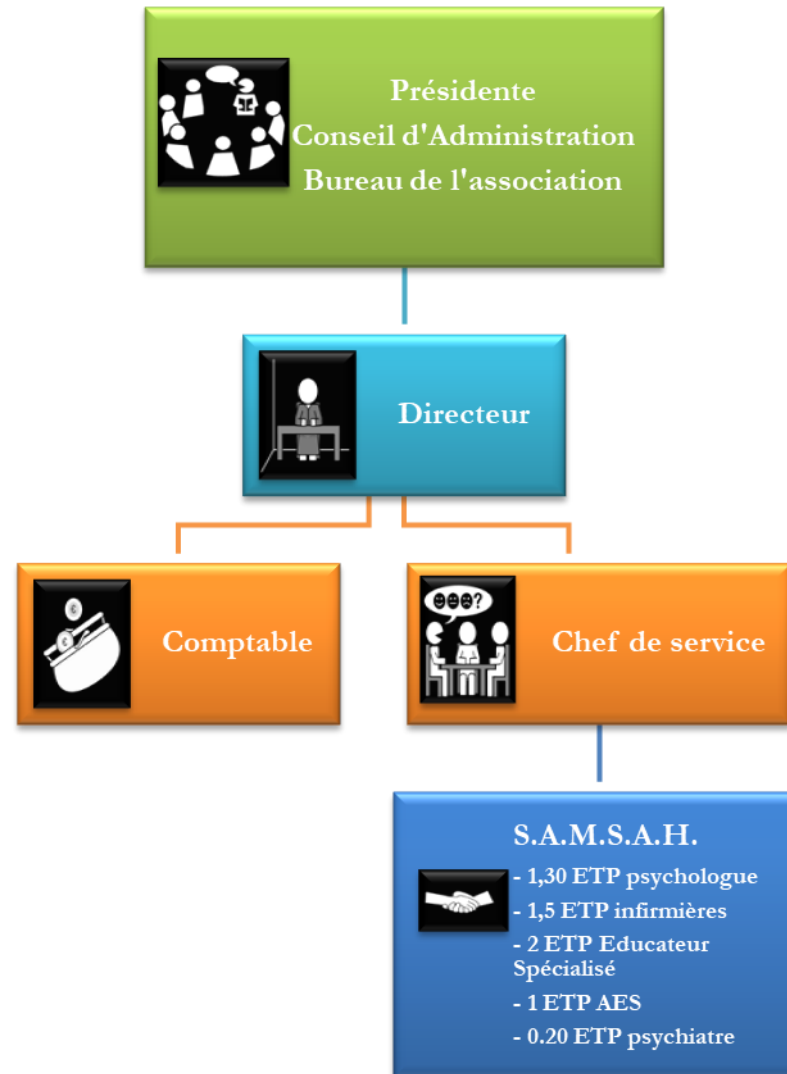 Présidente
Conseil d'Administration
Bureau de l'association
Directeur
Comptable
???
Chef de service
S.A.M.S.A.H.
- 1,30 ETP psychologue
- 1,5 ETP infirmières
- 2 ETP Educateur
Spécialisé
- 1 ETP AES
- 0.20 ETP psychiatre